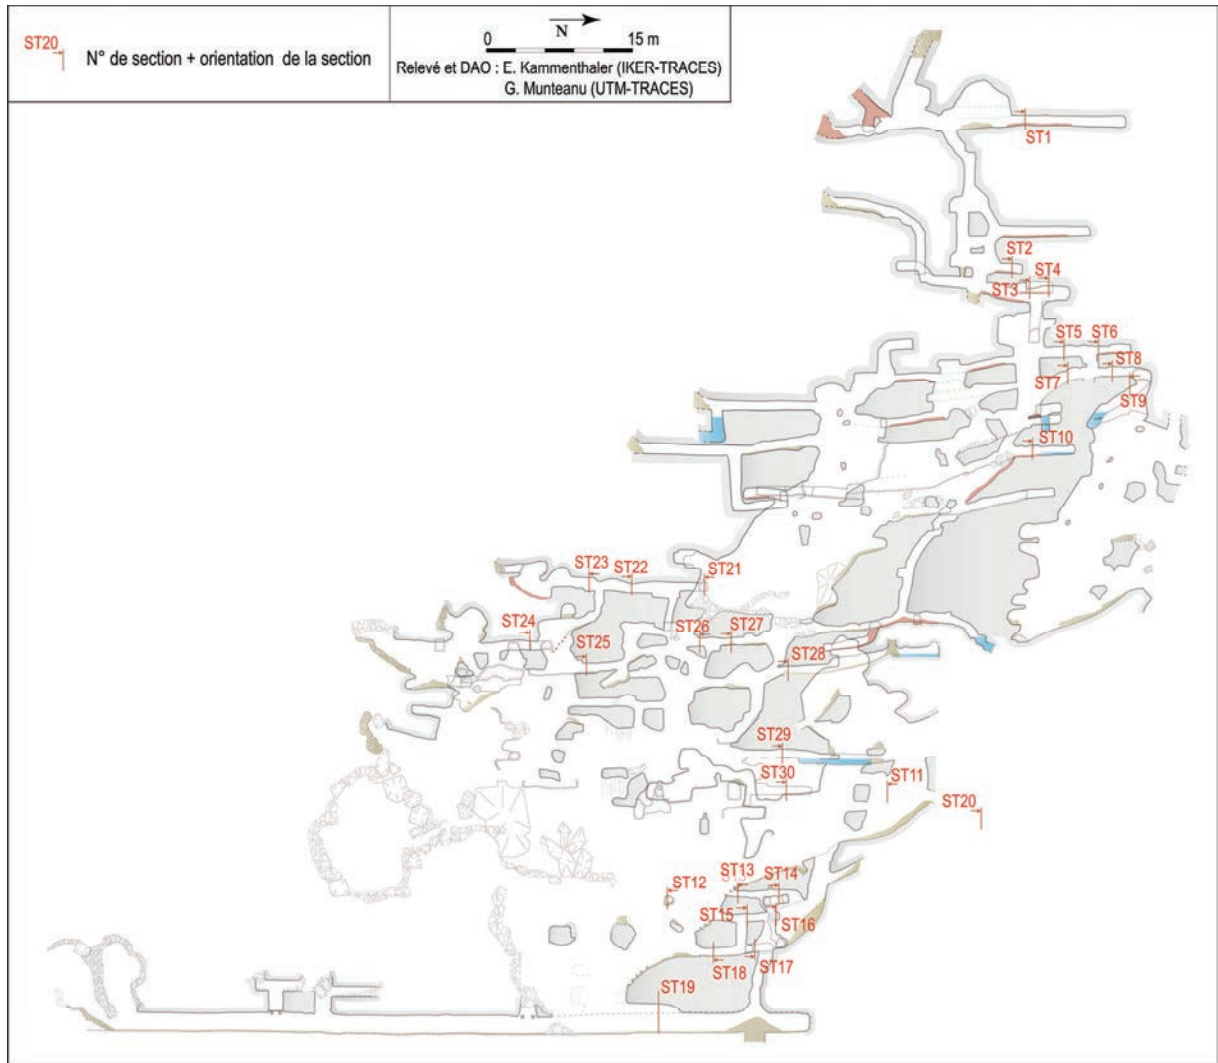 ST20
N° de section + orientation de la section
N
0 15 m
Relevé et DAO : E. Kammenthaler (IKER-TRACES)
G. Munteanu (UTM-TRACES)
ST1
ST2
ST4
ST3
ST5 ST6
ST8
ST7
ST9
ST10
ST23 ST22 ST21
ST24 ST26 ST27
ST25 ST28
ST29
ST30 ST11
ST20
ST13 ST14
ST12
ST15
ST16
ST18 ST17
ST19